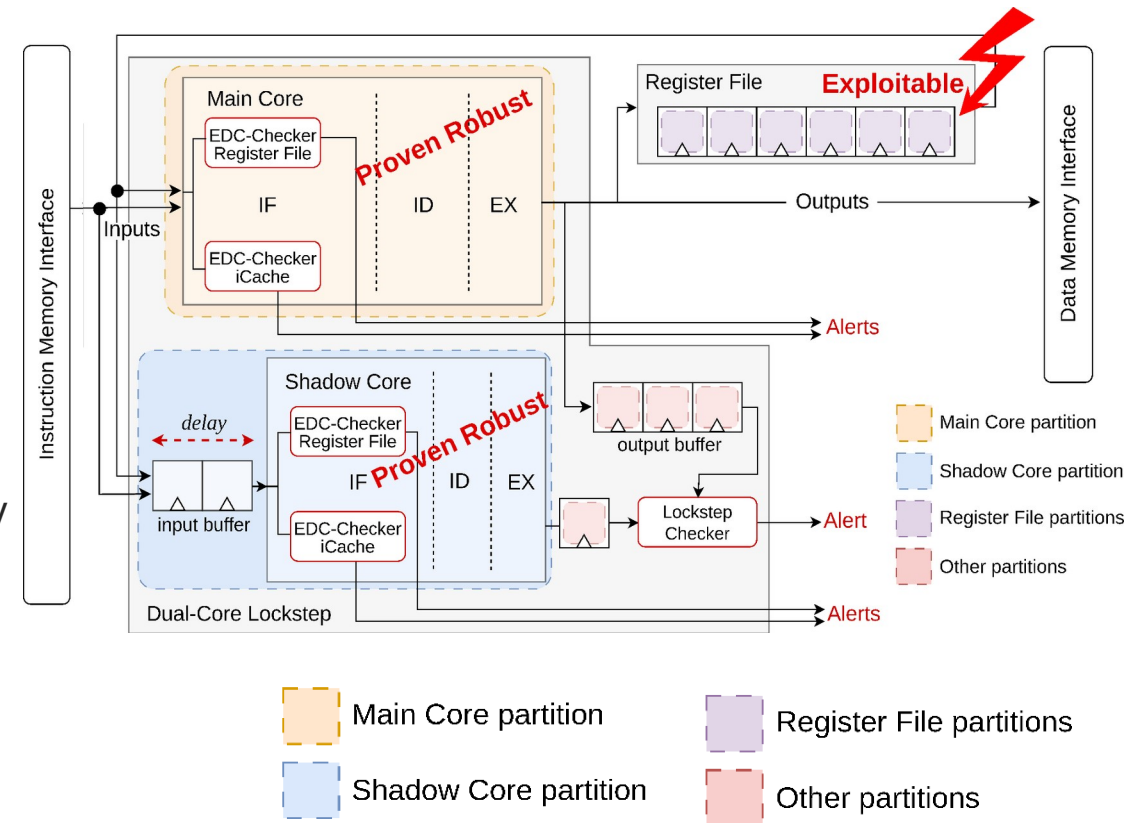 Instruction Memory Interface
Main Core
EDC-Checker
Register File
IF
ID
EX
EDC-Checker
iCache
Proven Robust
Register File
Exploitable
Data Memory Interface
Inputs
Outputs
Alerts
Shadow Core
delay
input buffer
EDC-Checker
Register File
IF
ID
EX
EDC-Checker
iCache
Proven Robust
output buffer
Lockstep
Checker
Alert
Alerts
Dual-Core Lockstep
Main Core partition
Shadow Core partition
Register File partitions
Other partitions
y
Main Core partition
Shadow Core partition
Register File partitions
Other partitions